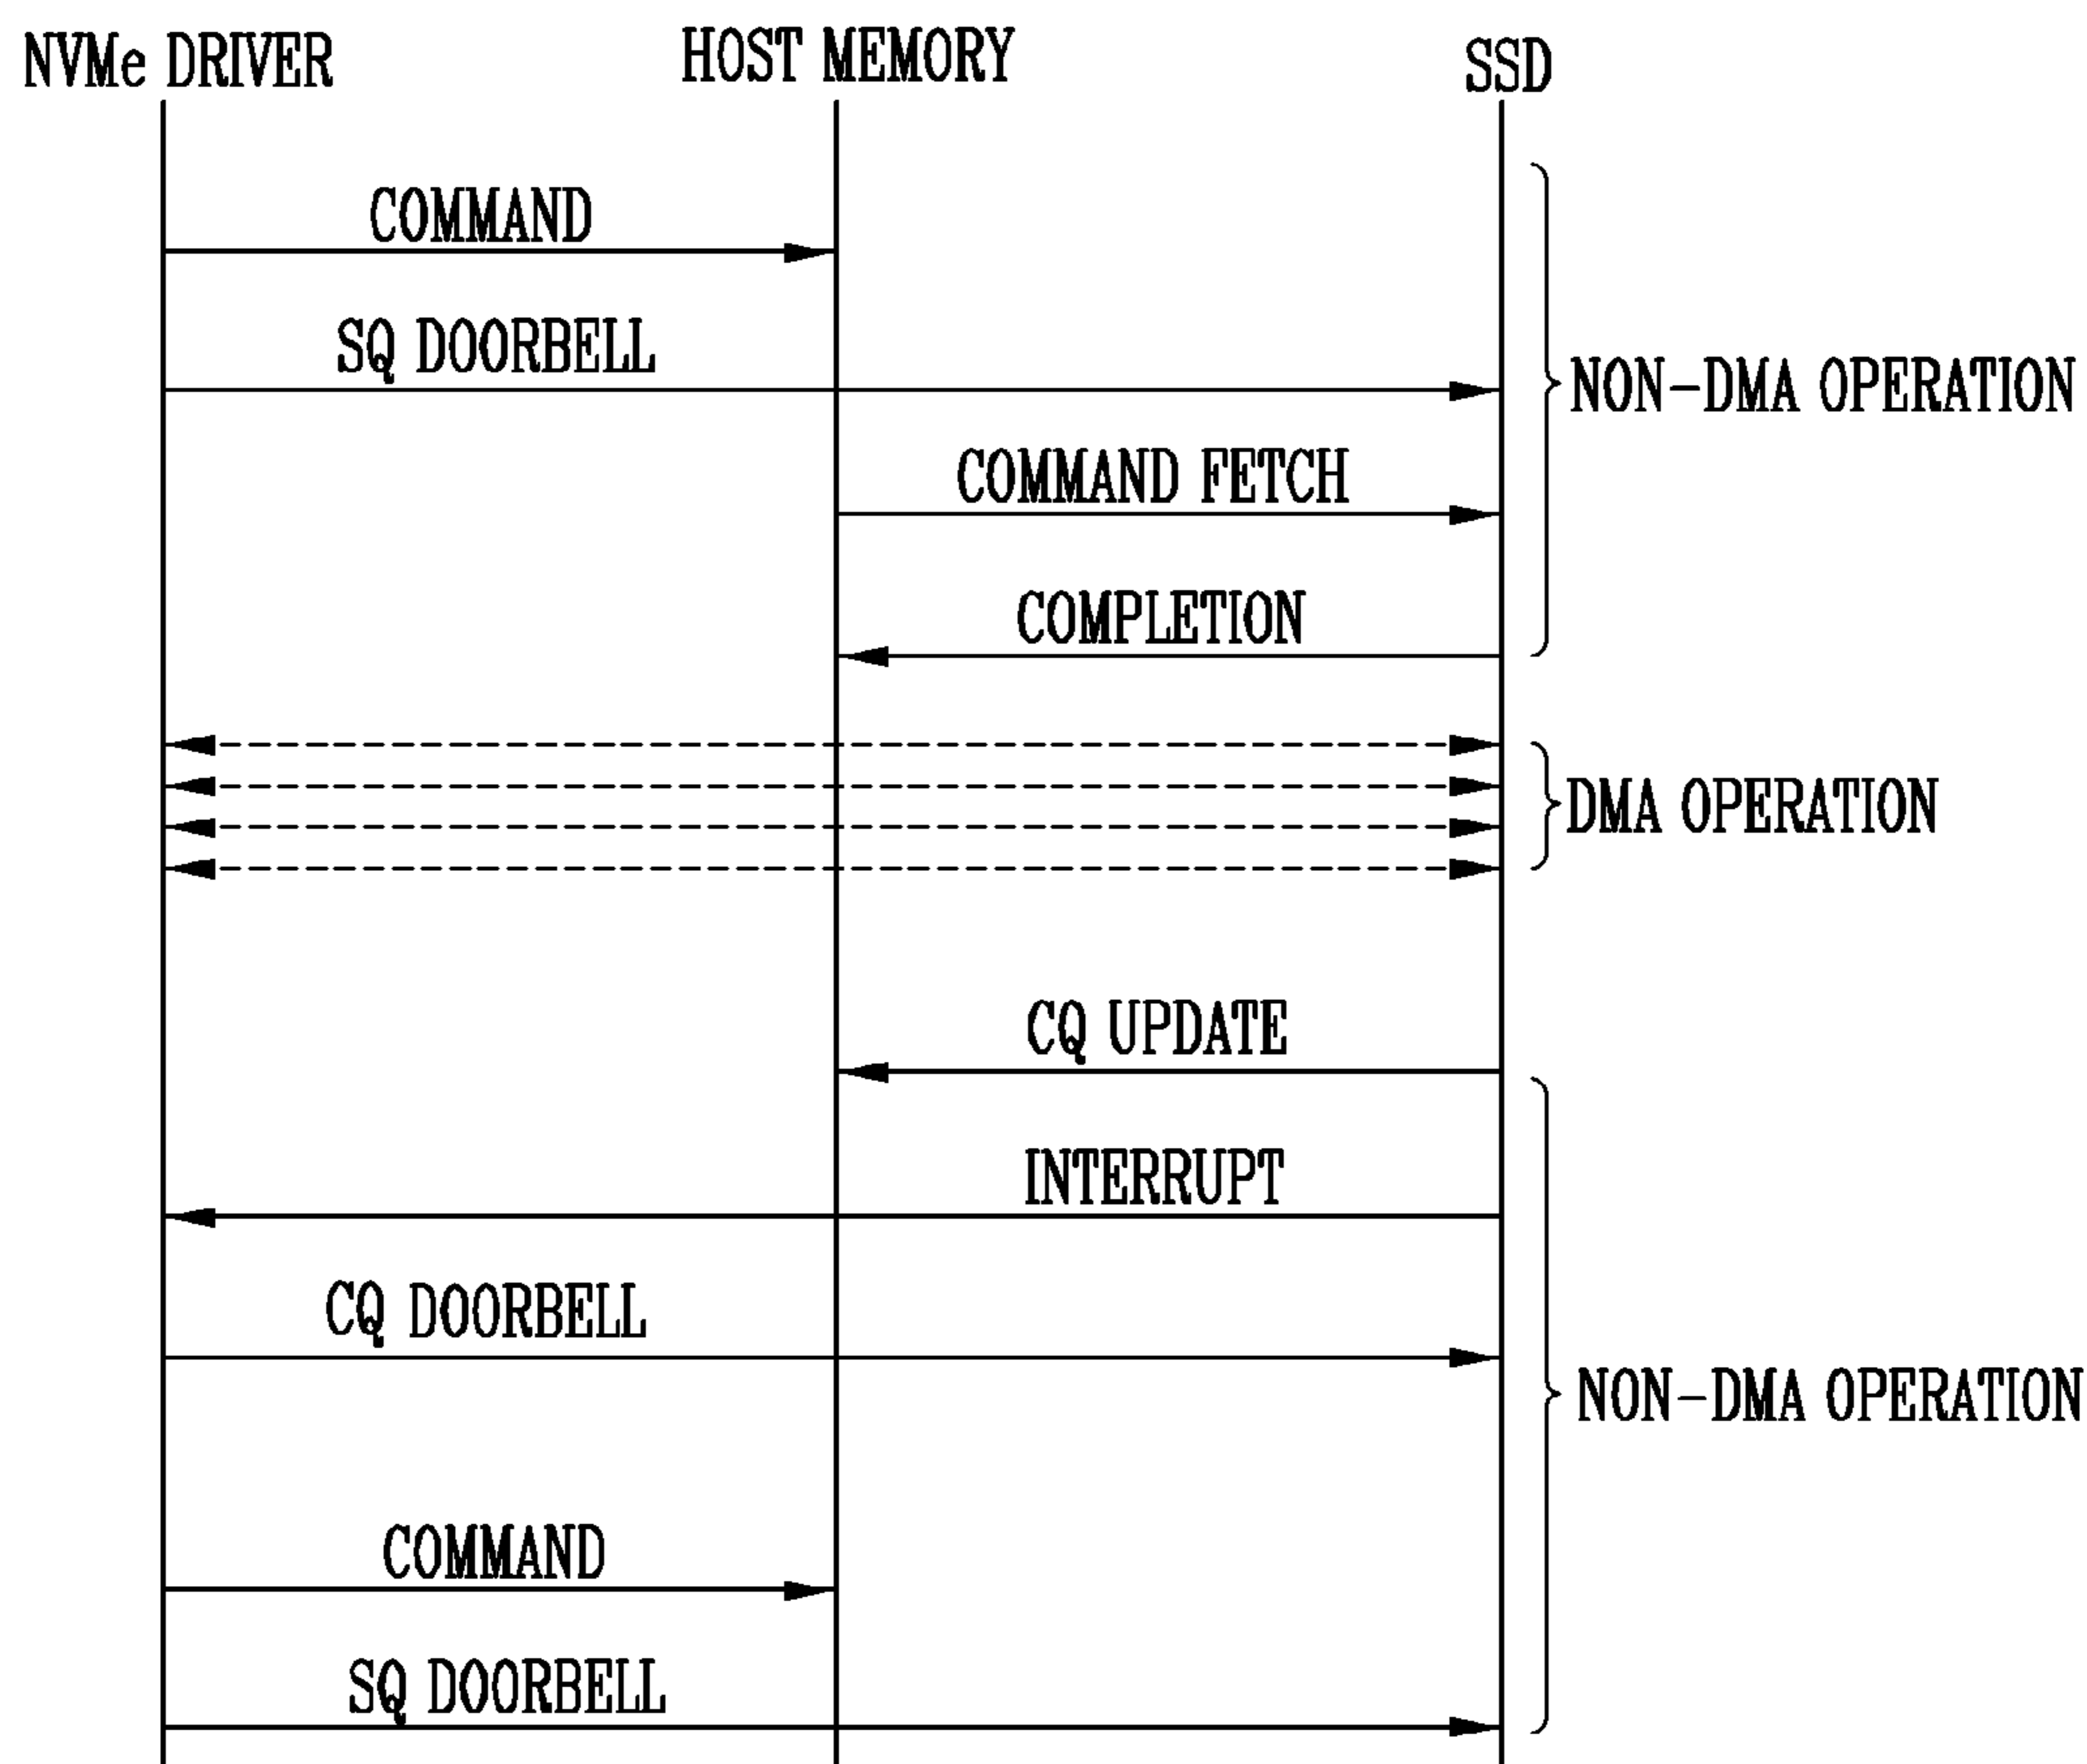 NVMe DRIVER
HOST MEMORY
SSD
COMMAND
SQ DOORBELL
NON-DMA OPERATION
COMMAND FETCH
COMPLETION
DMA OPERATION
CQ UPDATE
INTERRUPT
CQ DOORBELL
NON-DMA OPERATION
COMMAND
SQ DOORBELL